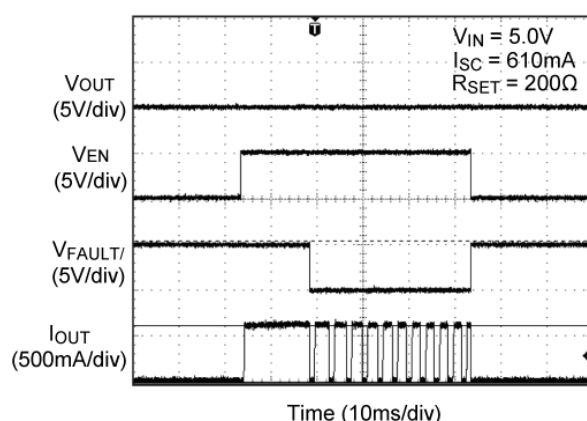 T
VIN = 5.0V
ISC = 610mA
RSET = 200Ω
VOUT
(5V/div)
VEN
(5V/div)
VFAULT/
(5V/div)
IOUT
(500mA/div)
Time (10ms/div)